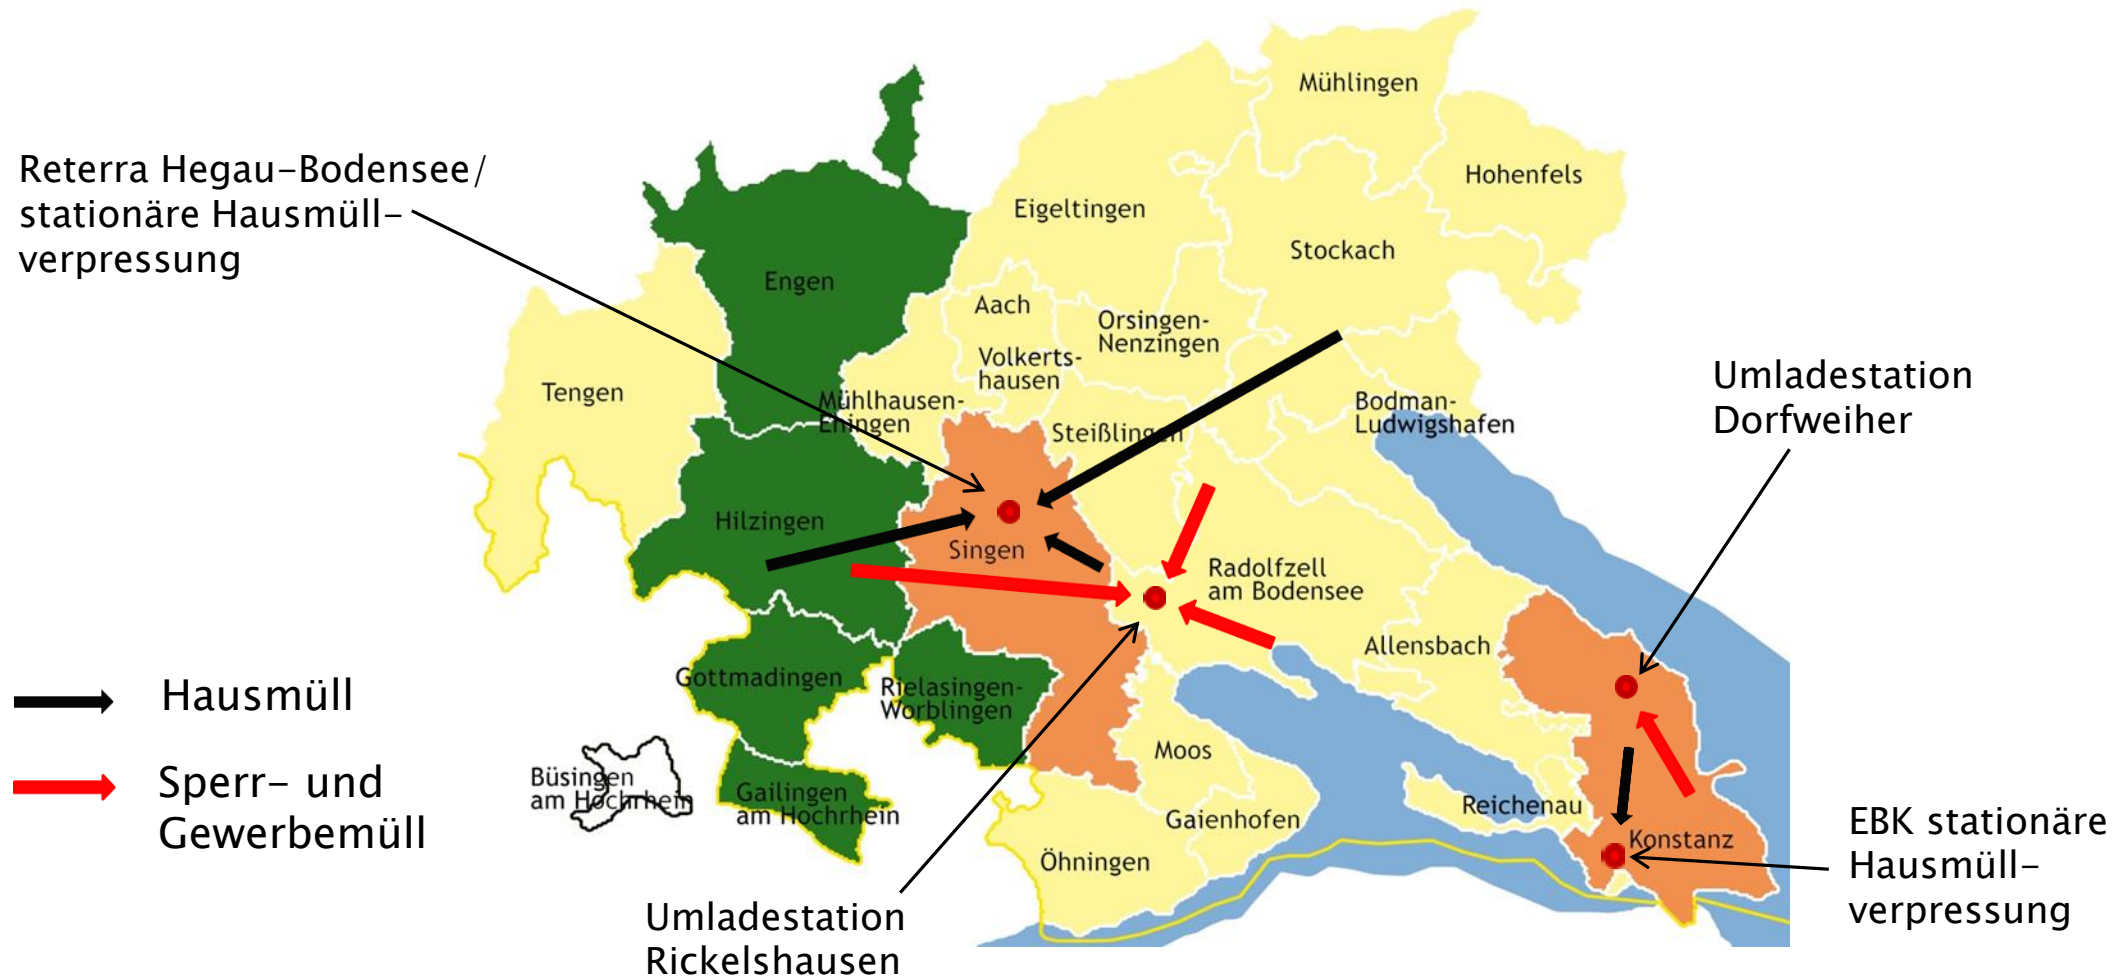 Mühlingen
Reterra Hegau-Bodensee/
stationäre Hausmüll-
verpressung
Hohenfels
Eigeltingen
Stockach
Engen
Aach
Orsingen-
Nenzingen
Volkerts-
hausen
Tengen
Mühlhausen-
Ehingen
Steißlingen
Bodman-
Ludwigshafen
Umladestation
Dorfweiher
Hilzingen
Singen
Radolfzell
am Bodensee
Allensbach
Gottmadingen
Rielasingen-
Worblingen
Hausmüll
Sperr- und
Gewerbemüll
Büsingen
am Hochrhein
Gailingen
am Hochrhein
Moos
Gaienhofen
Öhningen
Reichenau
Konstanz
EBK stationäre
Hausmüll-
verpressung
Umladestation
Rickelshausen